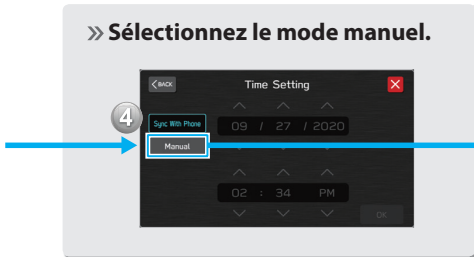 » Sélectionnez le mode manuel.
BACK
Time Setting
4
Sync With Phone
09 / 27 / 2020
Manual
02 : 34 PM
OK